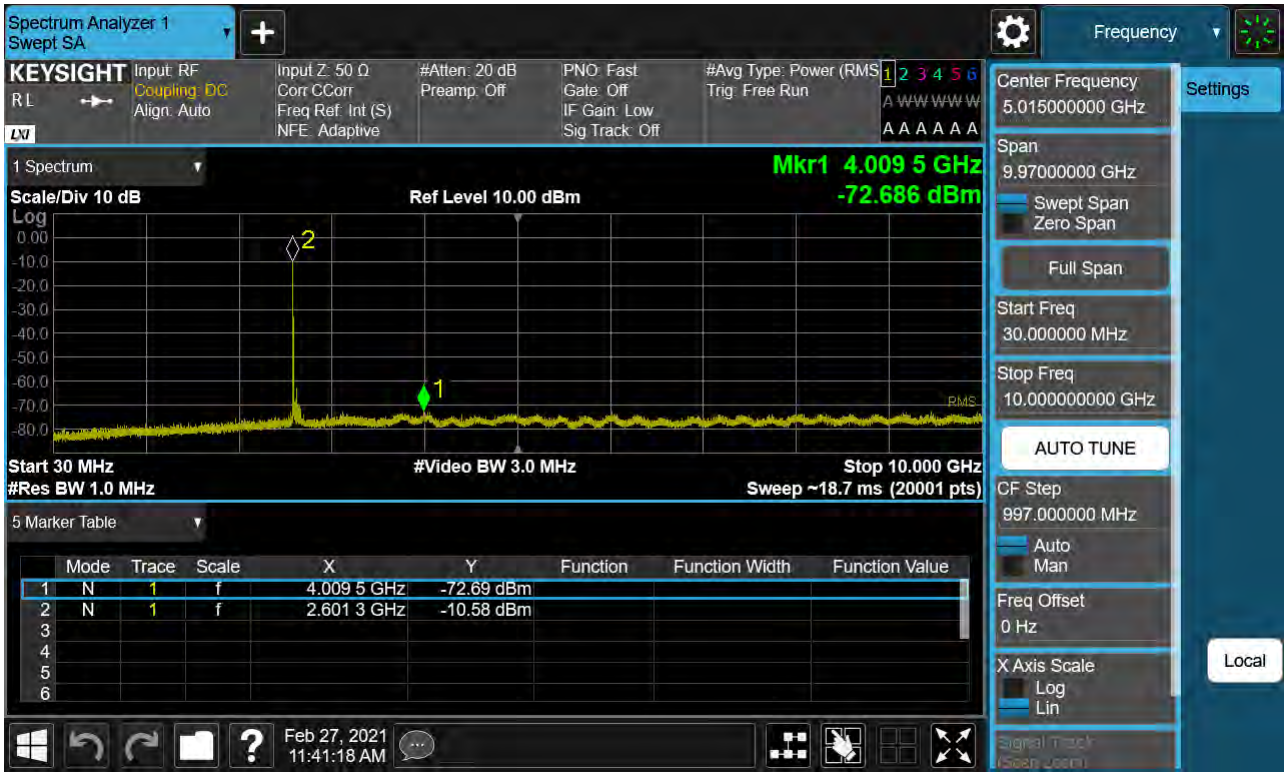 Spectrum Analyzer 1
Swept SA
+
Frequency
KEYSIGHT
RL
LXI
Input: RF
Coupling: DC
Align: Auto
Input Z: 50 Ω
Corr CCorr
Freq Ref: Int (S)
NFE: Adaptive
#Atten: 20 dB
Preamp: Off
PNO: Fast
Gate: Off
IF Gain: Low
Sig Track: Off
#Avg Type: Power (RMS
Trig: Free Run
1 2 3 4 5 6
A W W W W W
A A A A A A
1 Spectrum
Mkr1 4.009 5 GHz
Scale/Div 10 dB
Ref Level 10.00 dBm
-72.686 dBm
Log
0.00
-10.0
-20.0
-30.0
-40.0
-50.0
-60.0
-70.0
-80.0
2
1
RMS
Start 30 MHz
#Video BW 3.0 MHz
Stop 10.000 GHz
#Res BW 1.0 MHz
Sweep ~18.7 ms (20001 pts)
5 Marker Table
Mode Trace Scale X Y Function Function Width Function Value
1 N 1 f 4.009 5 GHz -72.69 dBm
2 N 1 f 2.601 3 GHz -10.58 dBm
3
4
5
6
Feb 27, 2021
11:41:18 AM
Center Frequency
5.015000000 GHz
Settings
Span
9.97000000 GHz
Swept Span
Zero Span
Full Span
Start Freq
30.000000 MHz
Stop Freq
10.000000000 GHz
AUTO TUNE
CF Step
997.000000 MHz
Auto
Man
Freq Offset
0 Hz
X Axis Scale
Log
Lin
Local
Signal Track
(Span Zoom)